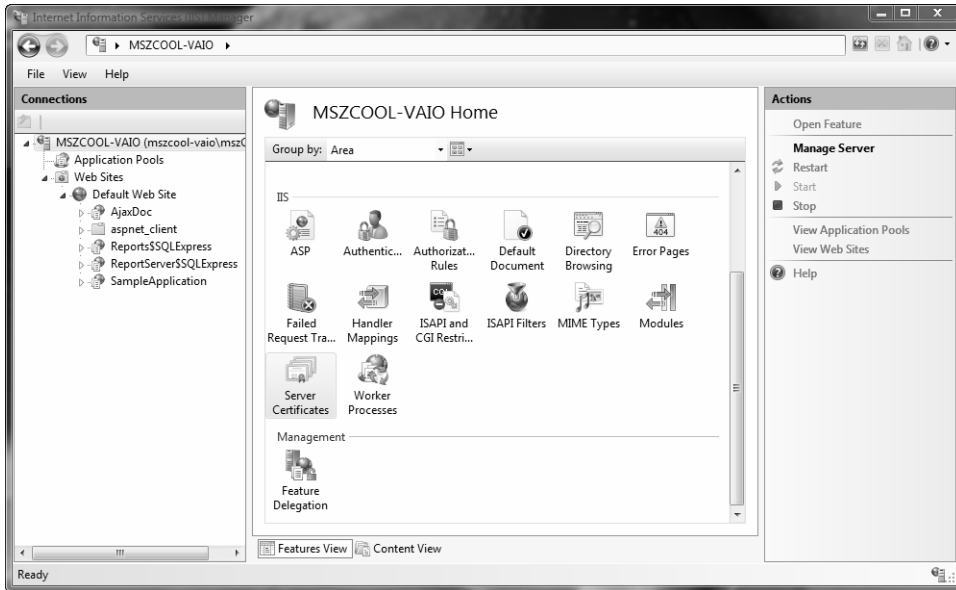 Internet Information Services (IIS) Manager
MSZCOOL-VAIO
File View Help
Connections
MSZCOOL-VAIO (mszcool-vaio\mszC
Application Pools
Web Sites
Default Web Site
AjaxDoc
aspnet_client
Reports$SQLExpress
ReportServer$SQLExpress
SampleApplication
MSZCOOL-VAIO Home
Group by: Area
IIS
ASP
Authentic...
Authorizat...
Rules
Default
Document
Directory
Browsing
Error Pages
404
Failed
Request Tra...
Handler
Mappings
ISAPI and
CGI Restri...
ISAPI Filters
MIME Types
Modules
Server
Certificates
Worker
Processes
Management
Feature
Delegation
Features View
Content View
Actions
Open Feature
Manage Server
Restart
Start
Stop
View Application Pools
View Web Sites
Help
Ready